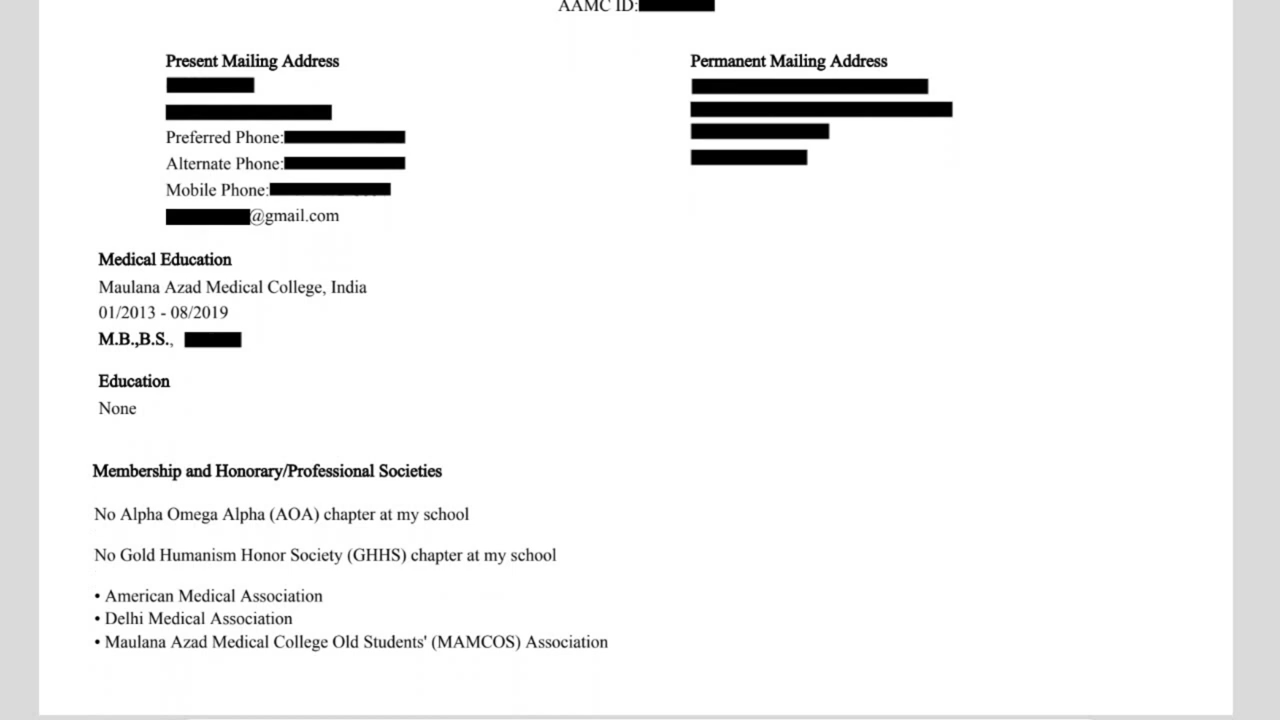 AAMC ID:
Present Mailing Address
Preferred Phone:
Alternate Phone:
Mobile Phone:
@gmail.com
Permanent Mailing Address
Medical Education
Maulana Azad Medical College, India
01/2013 - 08/2019
M.B.,B.S.,
Education
None
Membership and Honorary/Professional Societies
No Alpha Omega Alpha (AOA) chapter at my school
No Gold Humanism Honor Society (GHHS) chapter at my school
• American Medical Association
• Delhi Medical Association
• Maulana Azad Medical College Old Students' (MAMCOS) Association